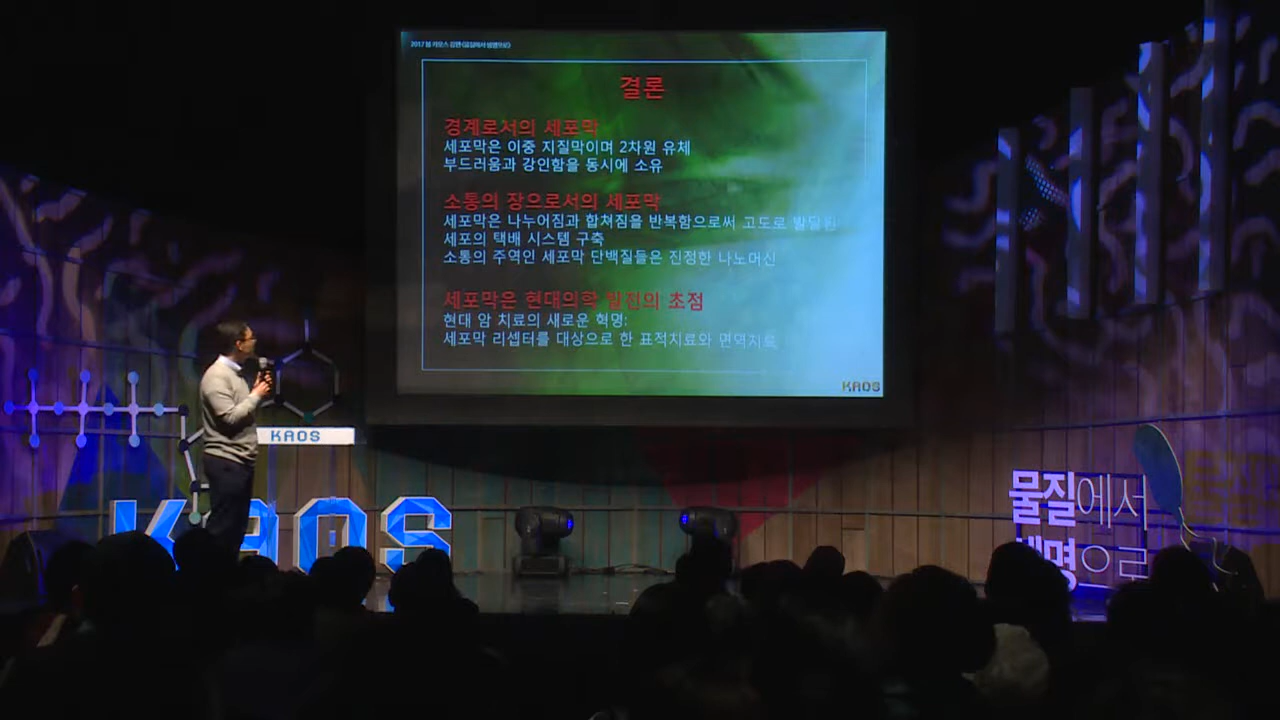 2017 봄 카오스 강연 <물질에서 생명으로>
결론
경계로서의 세포막
세포막은 이중 지질막이며 2차원 유체
부드러움과 강인함을 동시에 소유
소통의 장으로서의 세포막
세포막은 나누어짐과 합쳐짐을 반복함으로써 고도로 발달된
세포의 택배 시스템 구축
소통의 주역인 세포막 단백질들은 진정한 나노머신
세포막은 현대의학 발전의 초점
현대 암 치료의 새로운 혁명:
세포막 리셉터를 대상으로 한 표적치료와 면역치료
KAOS
KAOS
KAOS
물질에서
생명으로